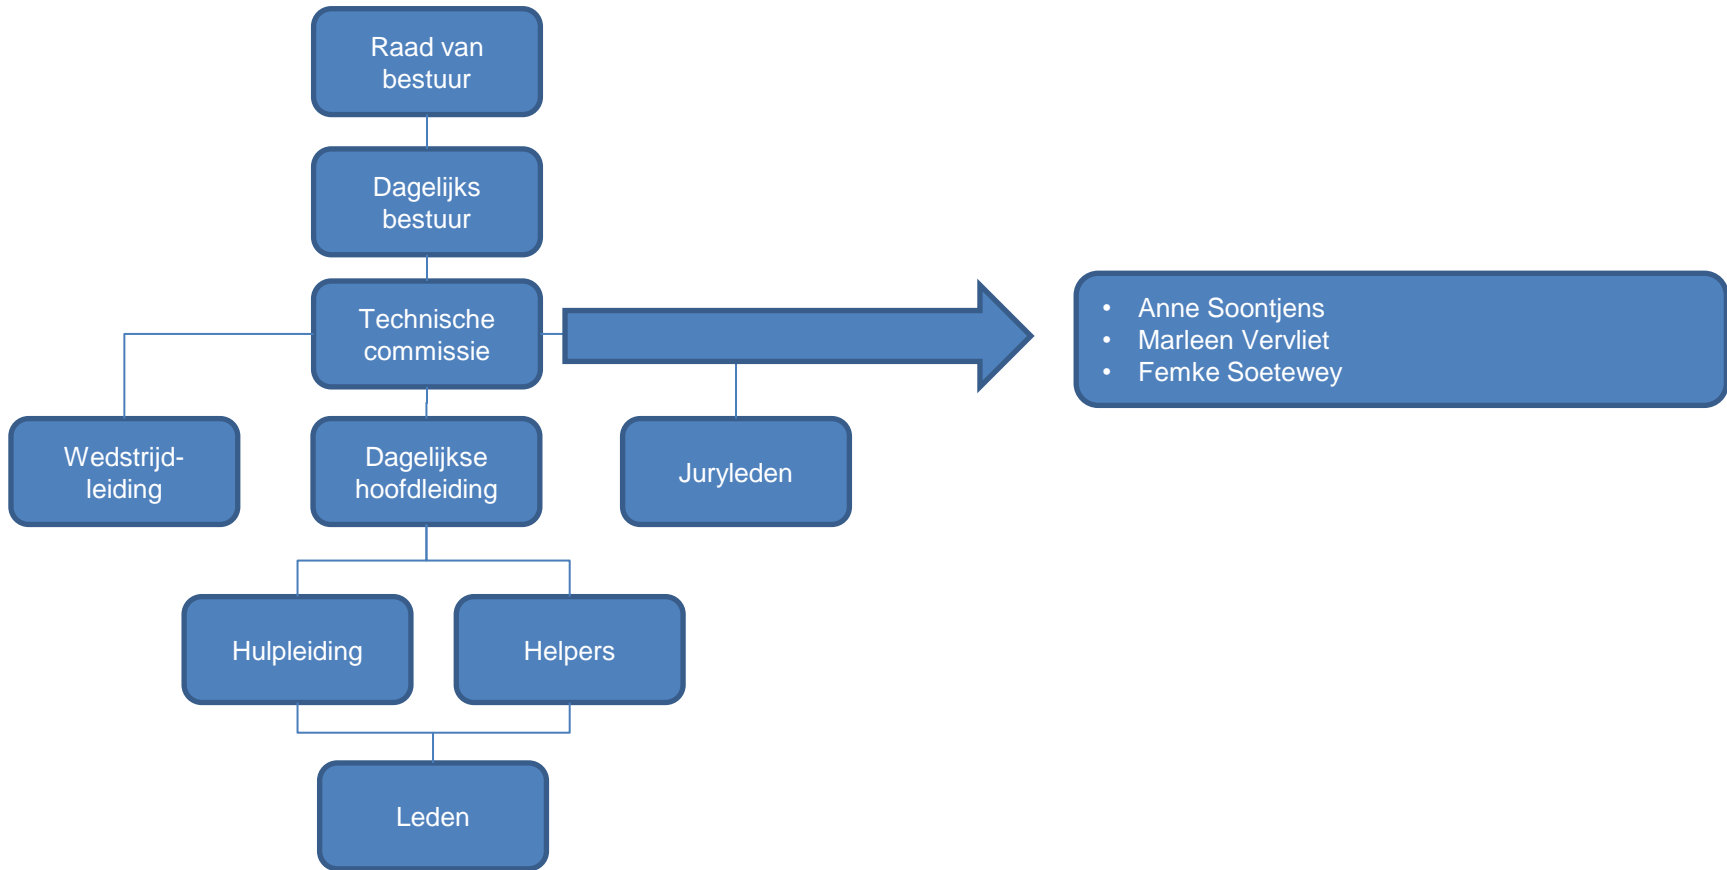 Raad van
bestuur
Dagelijks
bestuur
Technische
commissie
• Anne Soontjens
• Marleen Vervliet
• Femke Soetewey
Wedstrijd-
leiding
Dagelijkse
hoofdleiding
Juryleden
Hulpleiding
Helpers
Leden